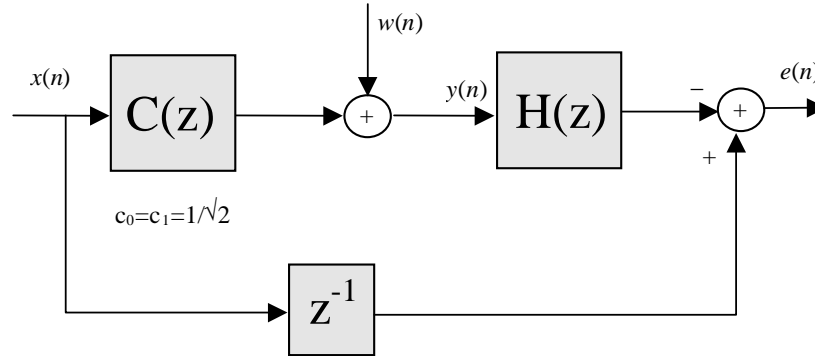 w(n)
x(n)
C(z)
+
y(n)
H(z)
−
+
e(n)
+
c₀=c₁=1/√2
z⁻¹